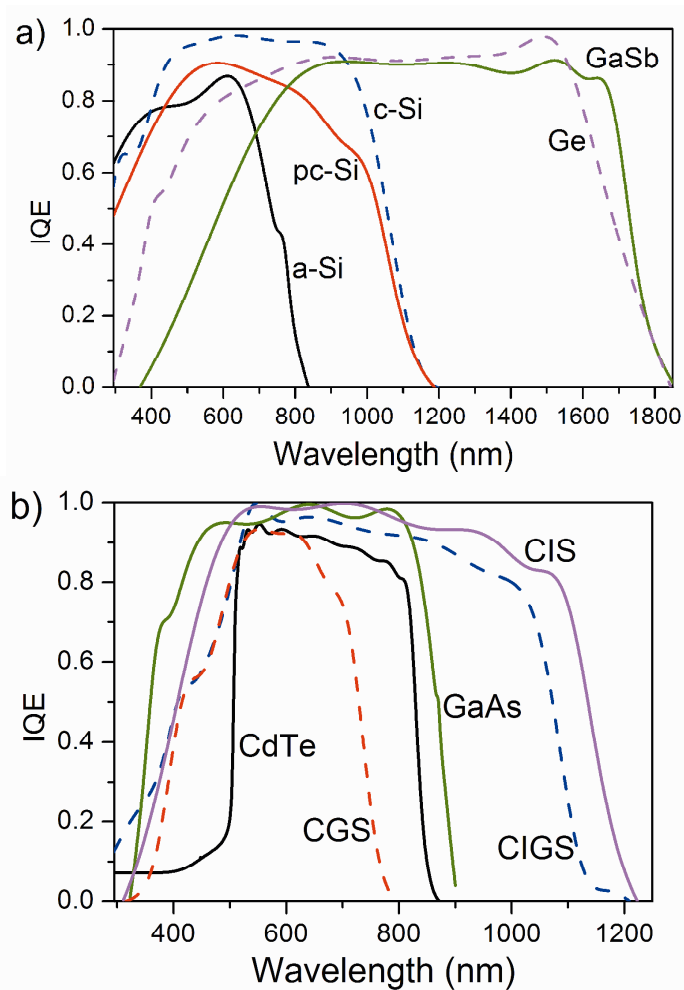 a)
1.0
0.8
0.6
0.4
0.2
0.0
IQE
GaSb
c-Si
Ge
pc-Si
a-Si
400 600 800 1000 1200 1400 1600 1800
Wavelength (nm)
b)
1.0
0.8
0.6
0.4
0.2
0.0
IQE
CIS
GaAs
CdTe
CGS
CIGS
400 600 800 1000 1200
Wavelength (nm)